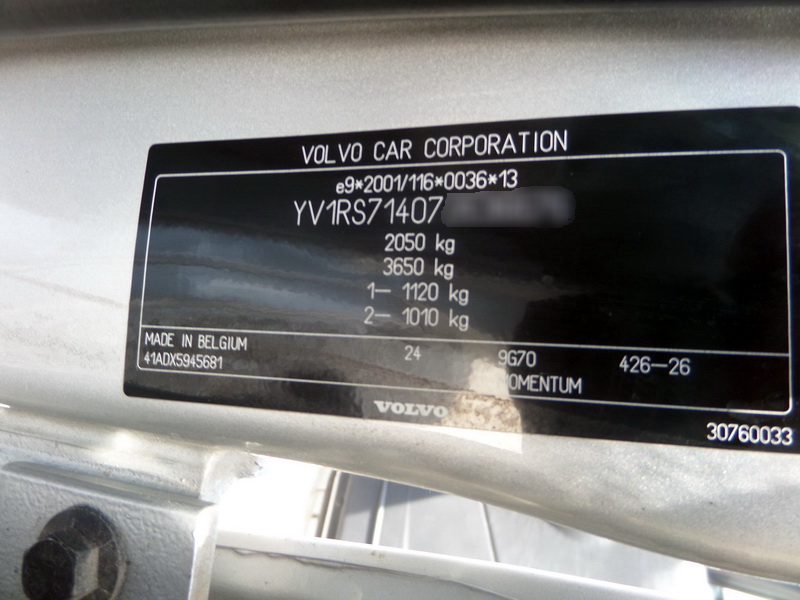 VOLVO CAR CORPORATION
e9*2001/116*0036*13
YV1RS71407
2050 kg
3650 kg
1– 1120 kg
2– 1010 kg
MADE IN BELGIUM 24 9G70 426–26
41ADX5945681 MOMENTUM
VOLVO
30760033